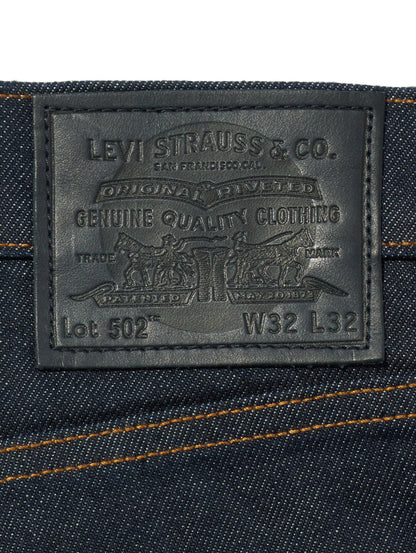 LEVI STRAUSS & CO.
SAN FRANCISCO, CAL.
ORIGINAL RIVETED
GENUINE QUALITY CLOTHING
TRADE MARK
PATENTED MAY 20 1873
Lot 502™ W32 L32